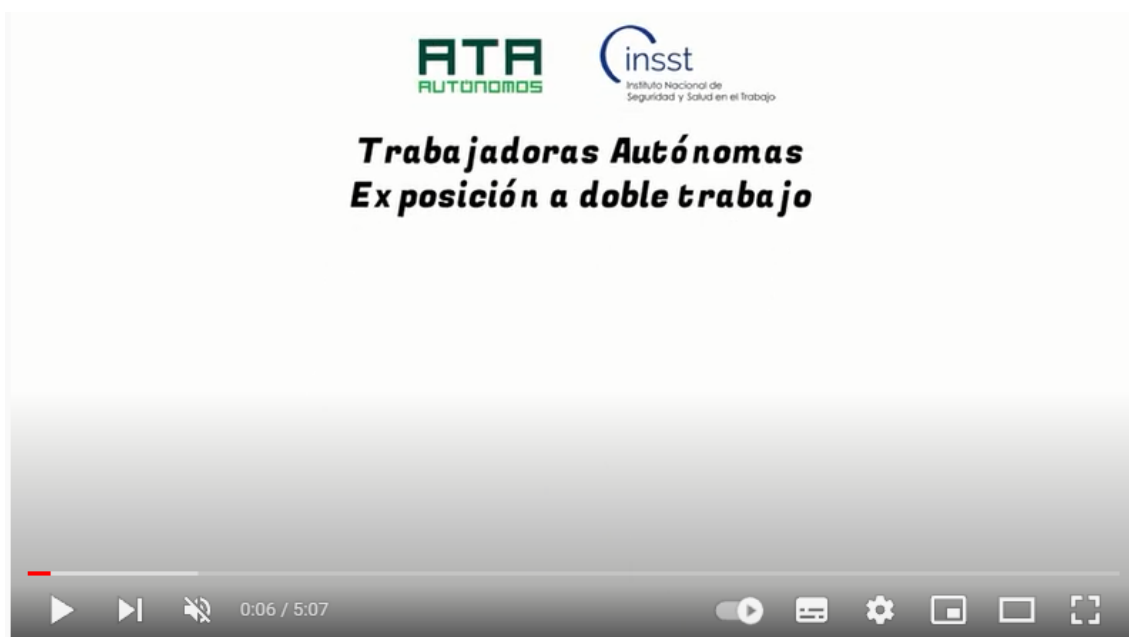 ATA
AUTÓNOMOS
insst
Instituto Nacional de
Seguridad y Salud en el Trabajo
Trabajadoras Autónomas
Exposición a doble trabajo
0:06 / 5:07